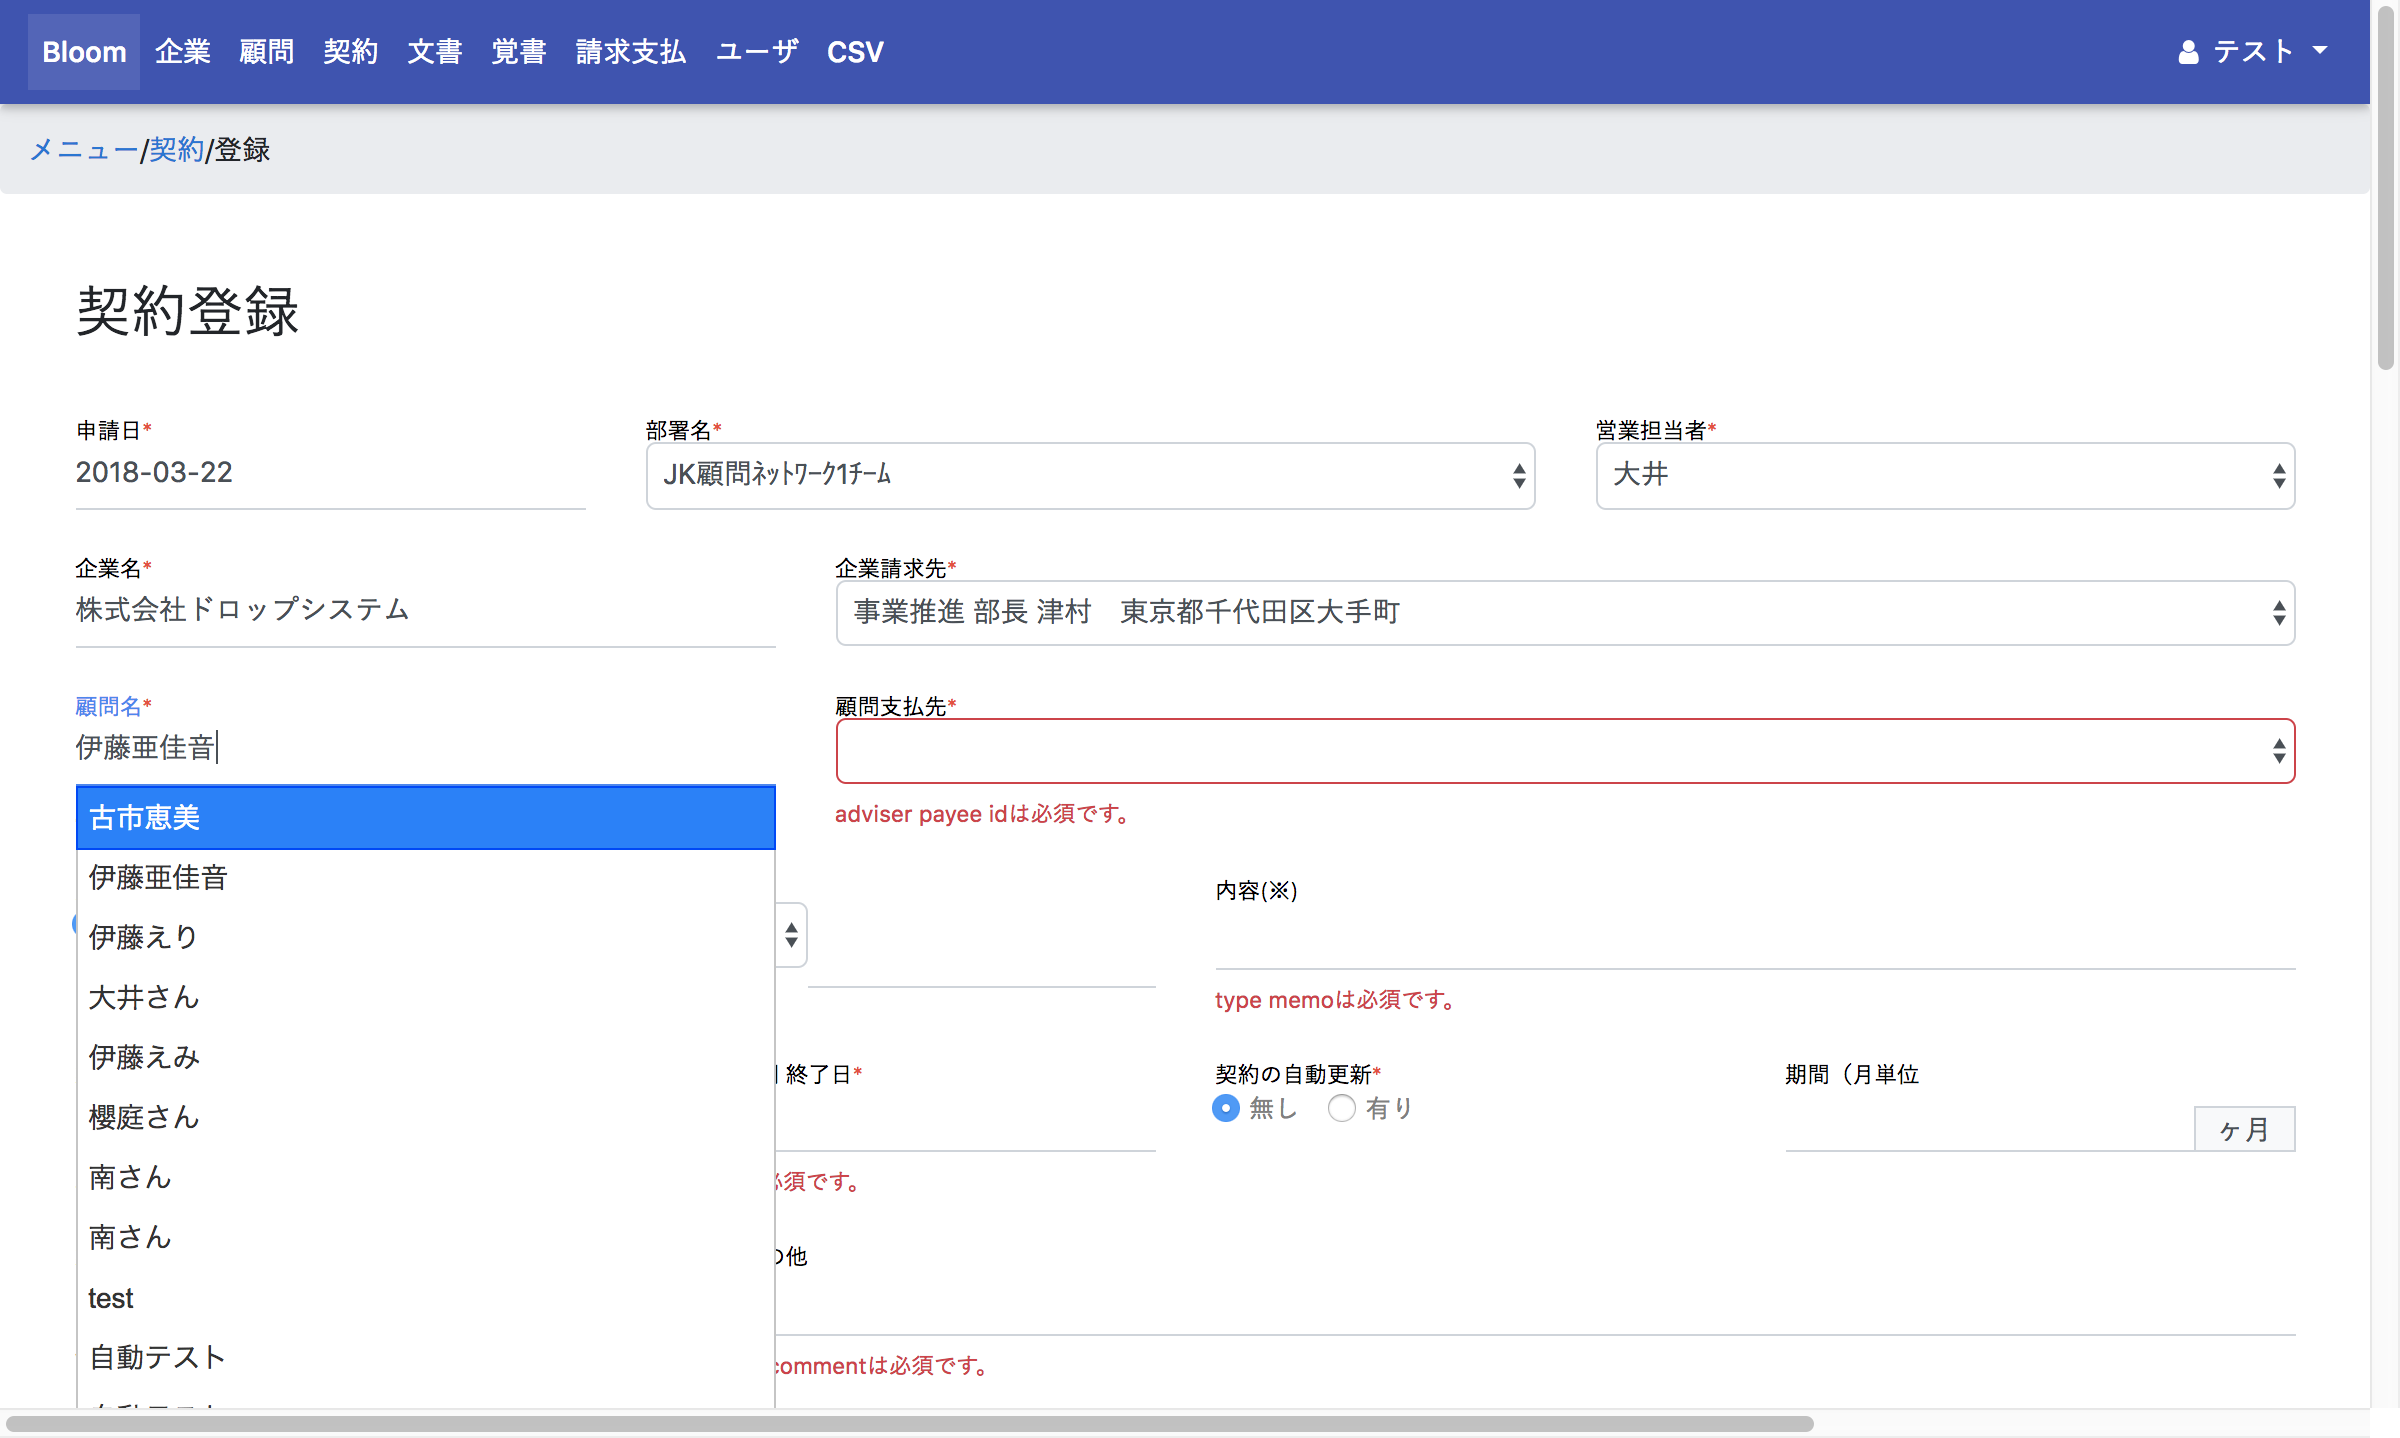 Bloom 企業 顧問 契約 文書 覚書 請求支払 ユーザ CSV テスト
メニュー/契約/登録
契約登録
申請日* 部署名* 営業担当者*
2018-03-22 JK顧問ﾈｯﾄﾜｰｸ1ﾁｰﾑ 大井
企業名* 企業請求先*
株式会社ドロップシステム 事業推進 部長 津村　東京都千代田区大手町
顧問名* 顧問支払先*
伊藤亜佳音
古市恵美
adviser payee idは必須です。
伊藤亜佳音
内容(※)
伊藤えり
大井さん
type memoは必須です。
伊藤えみ
終了日* 契約の自動更新* 期間（月単位
無し 有り
櫻庭さん
ヶ月
南さん
須です。
南さん
の他
test
自動テスト
commentは必須です。